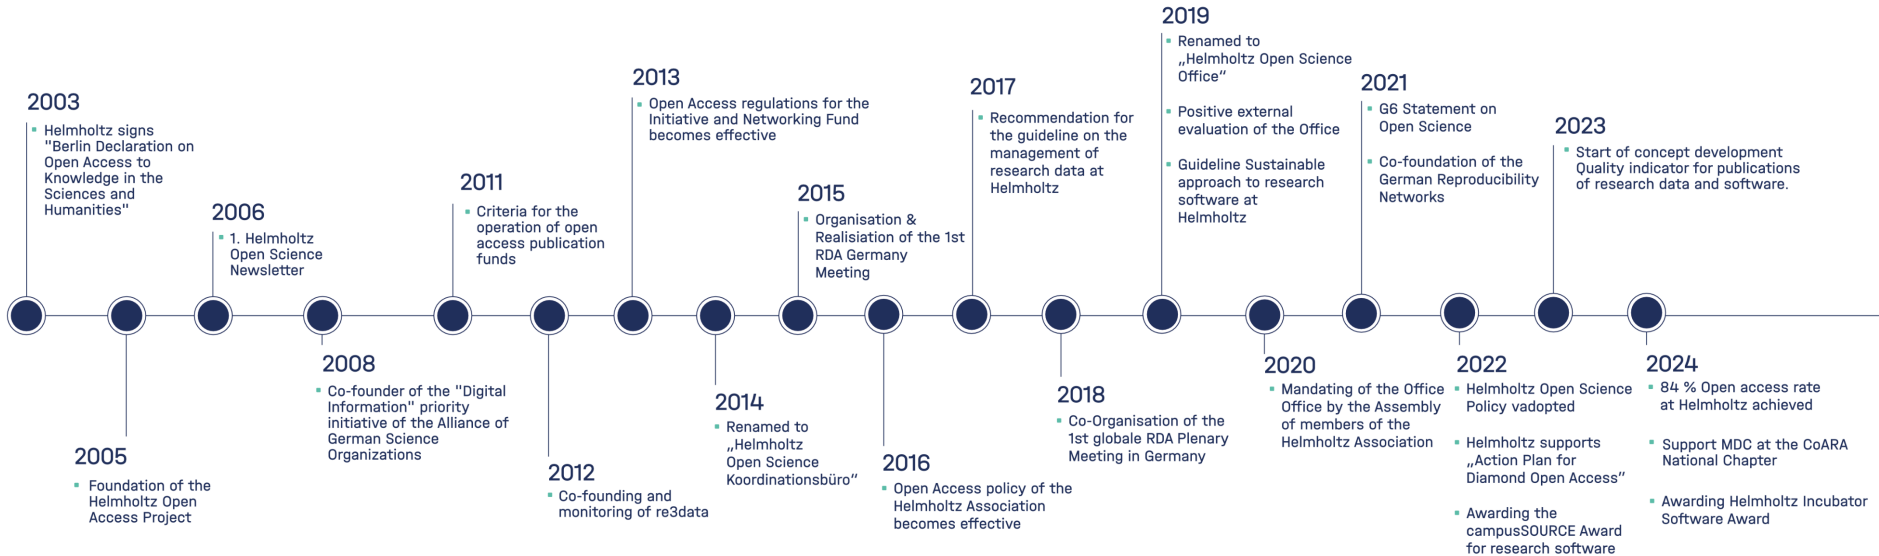 2003
Helmholtz signs
"Berlin Declaration on
Open Access to
Knowledge in the
Sciences and
Humanities"
2005
Foundation of the
Helmholtz Open
Access Project
2006
1. Helmholtz
Open Science
Newsletter
2008
Co-founder of the "Digital
Information" priority
initiative of the Alliance of
German Science
Organizations
2011
Criteria for the
operation of open
access publication
funds
2012
Co-founding and
monitoring of re3data
2013
Open Access regulations for the
Initiative and Networking Fund
becomes effective
2014
Renamed to
„Helmholtz
Open Science
Koordinationsbüro“
2015
Organisation &
Realisiation of the 1st
RDA Germany
Meeting
2016
Open Access policy of the
Helmholtz Association
becomes effective
2017
Recommendation for
the guideline on the
management of
research data at
Helmholtz
2018
Co-Organisation of the
1st globale RDA Plenary
Meeting in Germany
2019
Renamed to
„Helmholtz Open Science
Office“
Positive external
evaluation of the Office
Guideline Sustainable
approach to research
software at
Helmholtz
2020
Mandating of the Office
Office by the Assembly
of members of the
Helmholtz Association
2021
G6 Statement on
Open Science
Co-foundation of the
German Reproducibility
Networks
2022
Helmholtz Open Science
Policy vadopted
Helmholtz supports
„Action Plan for
Diamond Open Access“
Awarding the
campusSOURCE Award
for research software
2023
Start of concept development
Quality indicator for publications
of research data and software.
2024
84 % Open access rate
at Helmholtz achieved
Support MDC at the CoARA
National Chapter
Awarding Helmholtz Incubator
Software Award